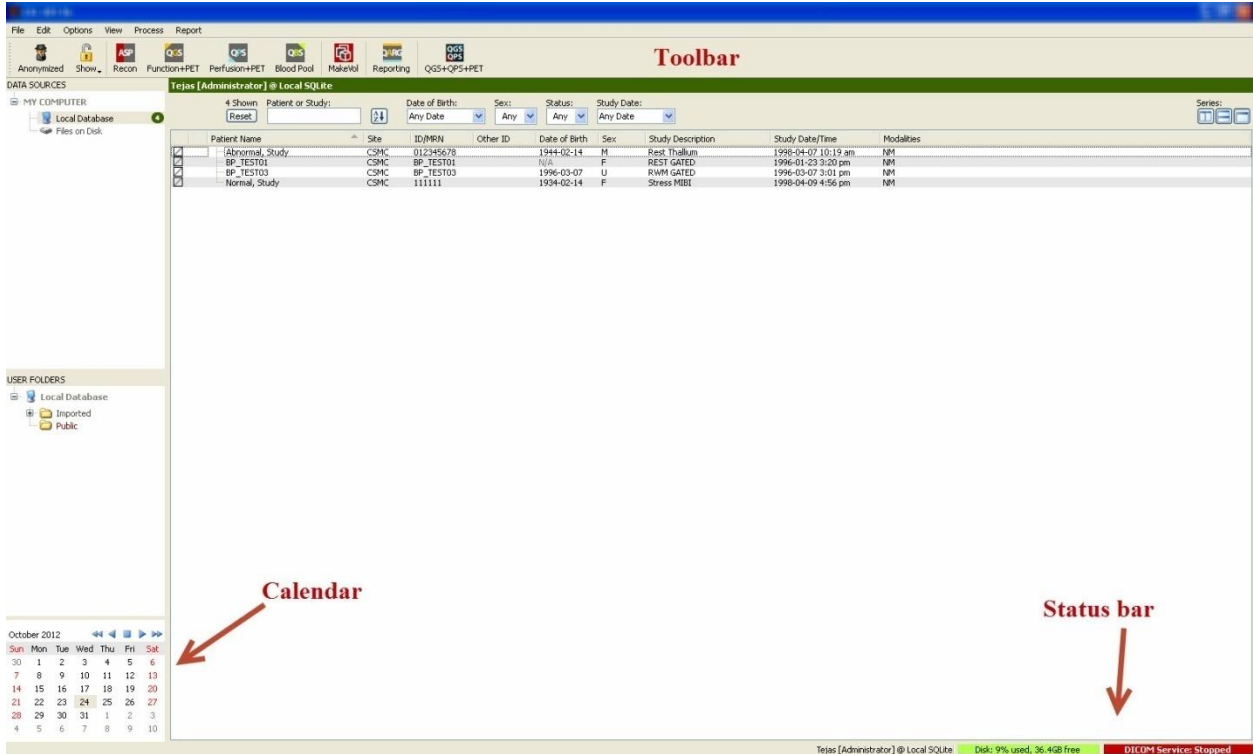 File Edit Options View Process Report
ASP QGS QPS QBS QARG QGS QPS
Anonymized Show Recon Function+PET Perfusion+PET Blood Pool MakeVol Reporting QGS+QPS+PET
Toolbar
DATA SOURCES
MY COMPUTER
Local Database 4
Files on Disk
Tejas [Administrator] @ Local SQLite
4 Shown Patient or Study: Date of Birth: Sex: Status: Study Date: Series:
Reset Any Date Any Any Any Date
Patient Name Site ID/MRN Other ID Date of Birth Sex Study Description Study Date/Time Modalities
Abnormal, Study CSMC 012345678 1944-02-14 M Rest Thallium 1998-04-07 10:19 am NM
BP_TEST01 CSMC BP_TEST01 N/A F REST GATED 1996-01-23 3:20 pm NM
BP_TEST03 CSMC BP_TEST03 1996-03-07 U RWM GATED 1996-03-07 3:01 pm NM
Normal, Study CSMC 111111 1934-02-14 F Stress MIBI 1998-04-09 4:56 pm NM
USER FOLDERS
Local Database
Imported
Public
Calendar
October 2012
Sun Mon Tue Wed Thu Fri Sat
30 1 2 3 4 5 6
7 8 9 10 11 12 13
14 15 16 17 18 19 20
21 22 23 24 25 26 27
28 29 30 31 1 2 3
4 5 6 7 8 9 10
Status bar
Tejas [Administrator] @ Local SQLite Disk: 9% used, 36.4GB free DICOM Service: Stopped